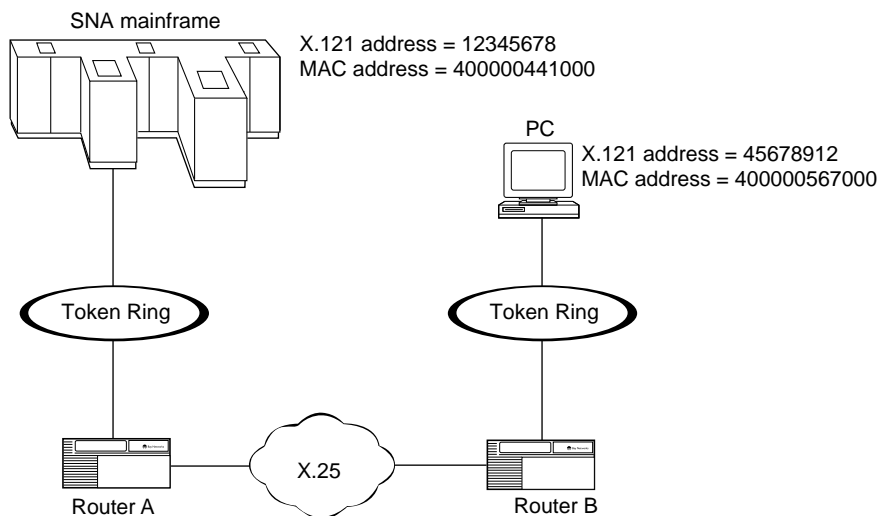 SNA mainframe
X.121 address = 12345678
MAC address = 400000441000
PC
X.121 address = 45678912
MAC address = 400000567000
Token Ring
Token Ring
X.25
Router A
Router B